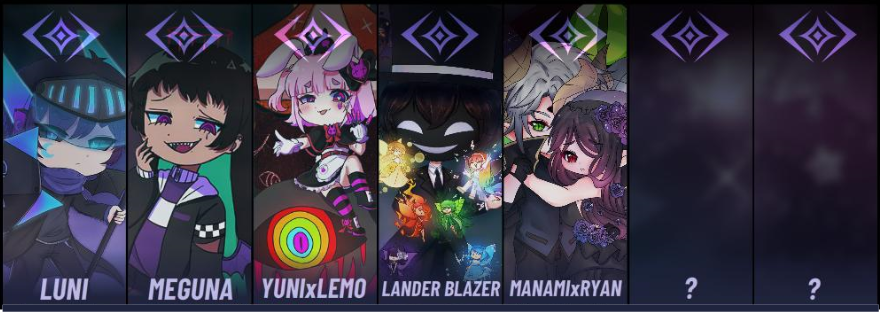 LUNI
MEGUNA
YUNIxLEMO
LANDER BLAZER
MANAMIxRYAN
?
?